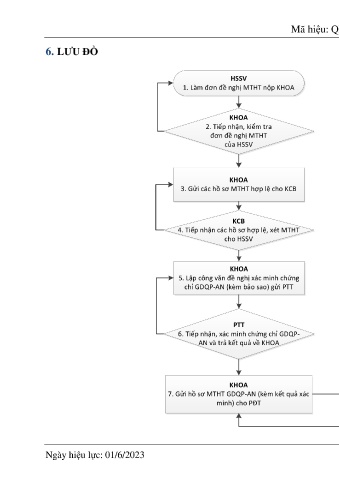 Mã hiệu: Q
6. LƯU ĐỒ
HSSV
1. Làm đơn đề nghị MTHT nộp KHOA
KHOA
2. Tiếp nhận, kiểm tra
đơn đề nghị MTHT
của HSSV
KHOA
3. Gửi các hồ sơ MTHT hợp lệ cho KCB
KCB
4. Tiếp nhận các hồ sơ hợp lệ, xét MTHT
cho HSSV
KHOA
5. Lập công văn đề nghị xác minh chứng
chỉ GDQP-AN (kèm bảo sao) gửi PTT
PTT
6. Tiếp nhận, xác minh chứng chỉ GDQP-
AN và trả kết quả về KHOA
KHOA
7. Gửi hồ sơ MTHT GDQP-AN (kèm kết quả xác
minh) cho PĐT
Ngày hiệu lực: 01/6/2023